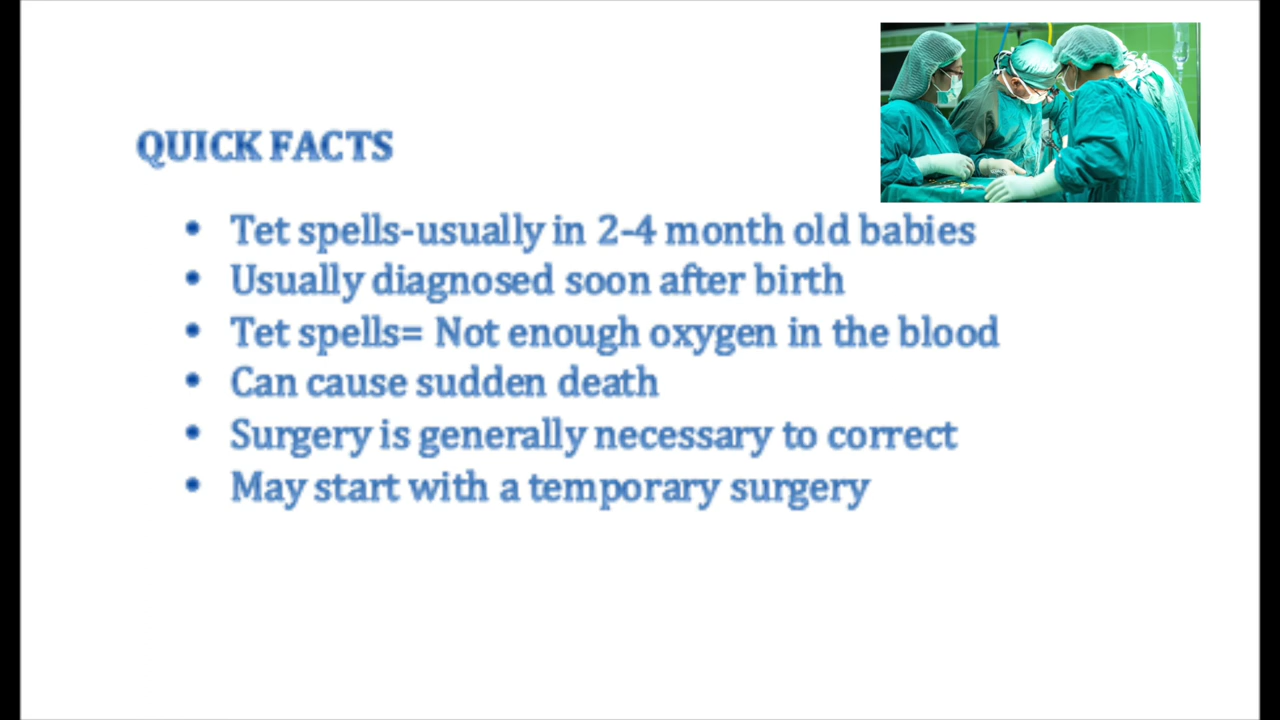 QUICK FACTS
• Tet spells-usually in 2-4 month old babies
• Usually diagnosed soon after birth
• Tet spells= Not enough oxygen in the blood
• Can cause sudden death
• Surgery is generally necessary to correct
• May start with a temporary surgery